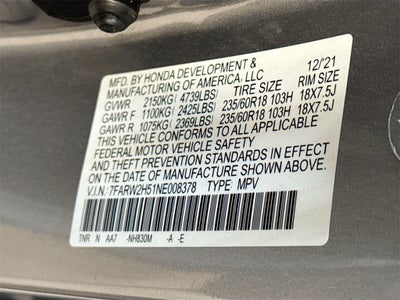 MFD. BY HONDA DEVELOPMENT & 12/21
MANUFACTURING OF AMERICA, LLC
TIRE SIZE RIM SIZE
GVWR 2150KG (4739LBS)
GAWR F 1100KG (2425LBS) 235/60R18 103H 18X7.5J
GAWR R 1075KG (2369LBS) 235/60R18 103H 18X7.5J
THIS VEHICLE CONFORMS TO ALL APPLICABLE
FEDERAL MOTOR VEHICLE SAFETY
AND THEFT PREVENTION STANDARDS IN EFFECT
ON THE DATE OF MANUFACTURE SHOWN ABOVE.
V.I.N.: 7FARW2H51NE008378 TYPE: MPV
TNR N AA7 -NH830M -A -E